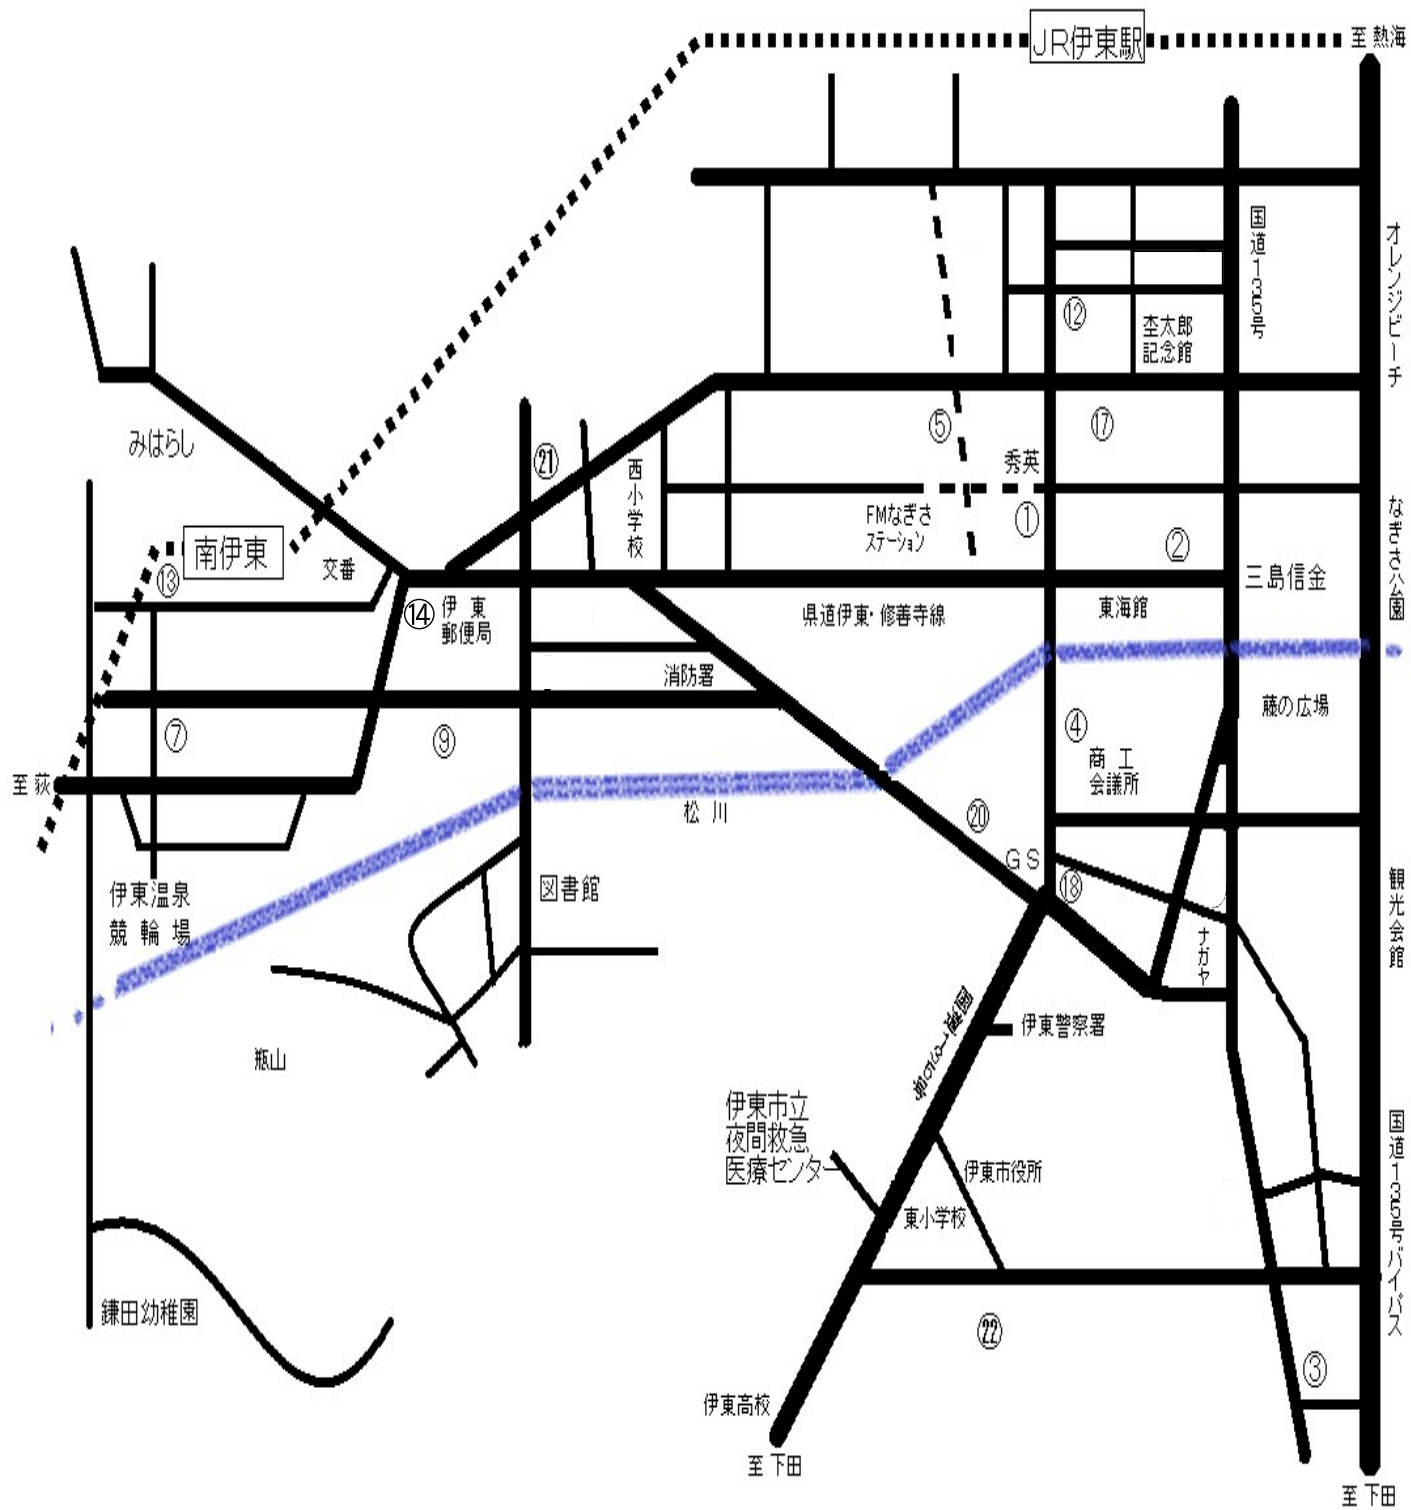 JR伊東駅
至 熱海
国道135号
オレンジビーチ
⑫
杢太郎
記念館
みはらし
⑤
⑰
㉑
西小学校
秀英
FMなぎさ
ステーション
①
②
なぎさ公園
南伊東
⑬
交番
三島信金
⑭
伊東
郵便局
県道伊東・修善寺線
東海館
消防署
藤の広場
⑦
⑨
④
商工
会議所
至 荻
松川
⑳
GS
⑱
伊東温泉
競輪場
図書館
観光会館
ナガヤ
国道135号
伊東警察署
瓶山
伊東市立
夜間救急
医療センター
伊東市役所
東小学校
国道135号バイパス
鎌田幼稚園
㉒
③
伊東高校
至 下田
至 下田